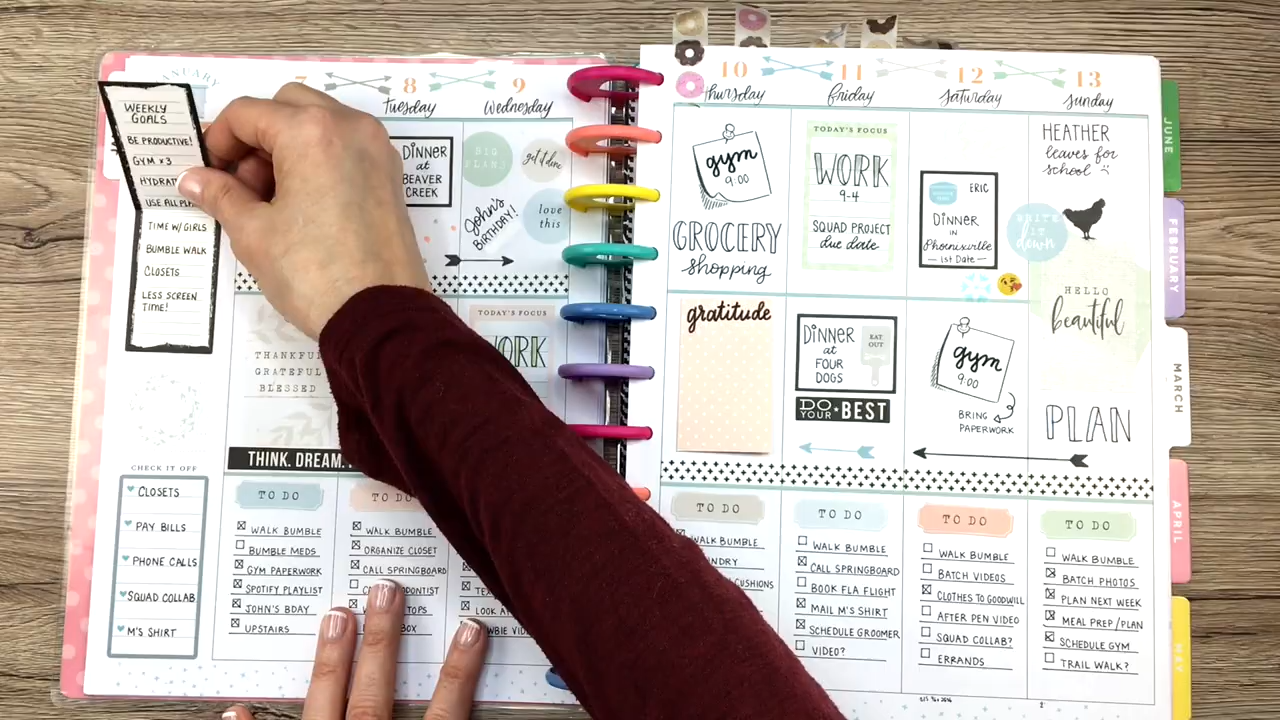 JANUARY
WEEKLY
GOALS
BE PRODUCTIVE!
GYM x3
TIME W/ GIRLS
BUMBLE WALK
CLOSETS
LESS SCREEN
TIME!
CHECK IT OFF
CLOSETS
PAY BILLS
PHONE CALLS
SQUAD COLLAB
M'S SHIRT
7
THANKFUL
GRATEFUL
BLESSED
THINK. DREAM.
TO DO
WALK BUMBLE
BUMBLE MEDS
GYM PAPERWORK
SPOTIFY PLAYLIST
JOHN'S BDAY
UPSTAIRS
8
tuesday
DINNER
at
BEAVER
CREEK
TO DO
WALK BUMBLE
ORGANIZE CLOSET
CALL SPRINGBOARD
9
wednesday
BIG
PLANS
get it done
John's
BIRTHDAY!
love
this
TODAY'S FOCUS
WORK
10
thursday
gym
9:00
GROCERY
shopping
gratitude
TO DO
WALK BUMBLE
11
friday
TODAY'S FOCUS
WORK
9-4
SQUAD PROJECT
due date
DINNER
at
FOUR
DOGS
EAT
OUT
DO
YOUR
BEST
TO DO
WALK BUMBLE
CALL SPRINGBOARD
BOOK FLA FLIGHT
MAIL M'S SHIRT
SCHEDULE GROOMER
VIDEO?
12
saturday
ERIC
DINNER
IN
Phoenixville
1st Date
gym
9:00
BRING
PAPERWORK
TO DO
WALK BUMBLE
BATCH VIDEOS
CLOTHES TO GOODWILL
AFTER PEN VIDEO
SQUAD COLLAB?
ERRANDS
13
sunday
HEATHER
leaves for
school
WRITE
IT
down
HELLO
beautiful
PLAN
TO DO
WALK BUMBLE
BATCH PHOTOS
PLAN NEXT WEEK
MEAL PREP/PLAN
SCHEDULE GYM
TRAIL WALK?
JUNE
FEBRUARY
MARCH
APRIL
MAY